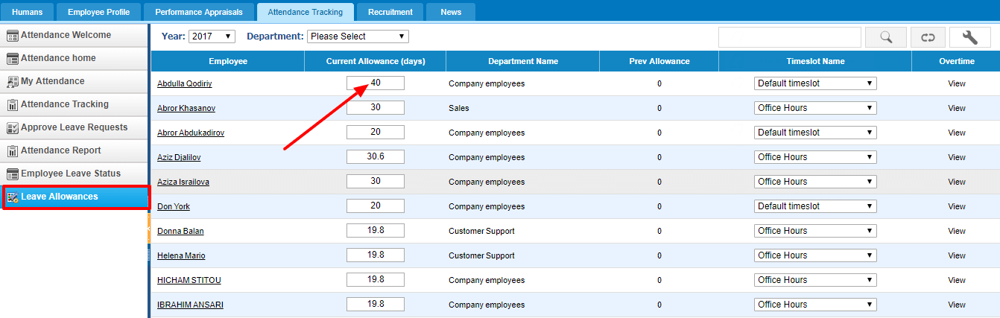 Humans Employee Profile Performance Appraisals Attendance Tracking Recruitment News
Attendance Welcome
Attendance home
My Attendance
Attendance Tracking
Approve Leave Requests
Attendance Report
Employee Leave Status
Leave Allowances
Year: 2017 Department: Please Select
Employee Current Allowance (days) Department Name Prev Allowance Timeslot Name Overtime
Abdulla Qodiriy 40 Company employees 0 Default timeslot View
Abror Khasanov 30 Sales 0 Office Hours View
Abror Abdukadirov 20 Company employees 0 Default timeslot View
Aziz Djalilov 30.6 Company employees 0 Office Hours View
Aziza Israilova 30 Company employees 0 Office Hours View
Don York 20 Company employees 0 Default timeslot View
Donna Balan 19.8 Customer Support 0 Office Hours View
Helena Mario 19.8 Customer Support 0 Office Hours View
HICHAM STITOU 19.8 Company employees 0 Office Hours View
IBRAHIM ANSARI 19.8 Company employees 0 Office Hours View